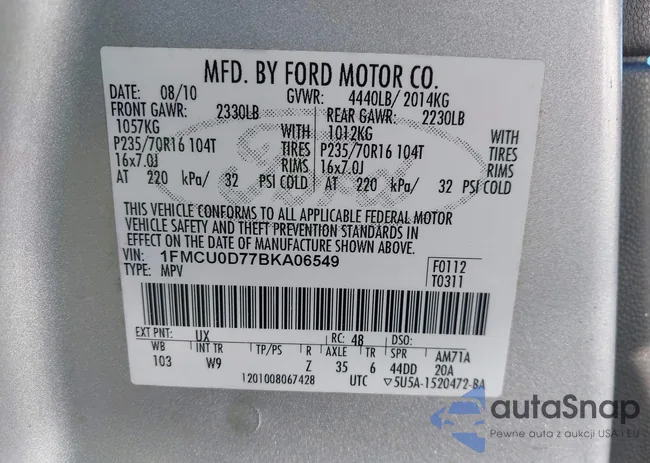 MFD. BY FORD MOTOR CO.
DATE: 08/10 GVWR: 4440LB/ 2014KG
FRONT GAWR: 2330LB REAR GAWR: 2230LB
1057KG WITH 1012KG WITH
P235/70R16 104T TIRES P235/70R16 104T TIRES
16x7.0J RIMS 16x7.0J RIMS
AT 220 kPa/ 32 PSI COLD AT 220 kPa/ 32 PSI COLD
Ford
THIS VEHICLE CONFORMS TO ALL APPLICABLE FEDERAL MOTOR
VEHICLE SAFETY AND THEFT PREVENTION STANDARDS IN
EFFECT ON THE DATE OF MANUFACTURE SHOWN ABOVE.
VIN: 1FMCU0D77BKA06549 F0112
TYPE: MPV T0311
EXT PNT: UX RC: 48 DSO:
WB INT TR TP/PS R AXLE TR SPR AM71A
103 W9 Z 35 6 44DD 20A
1201008067428 UTC ▽5U5A-1520472-BA
autoSnap
Pewne auta z aukcji USA i EU